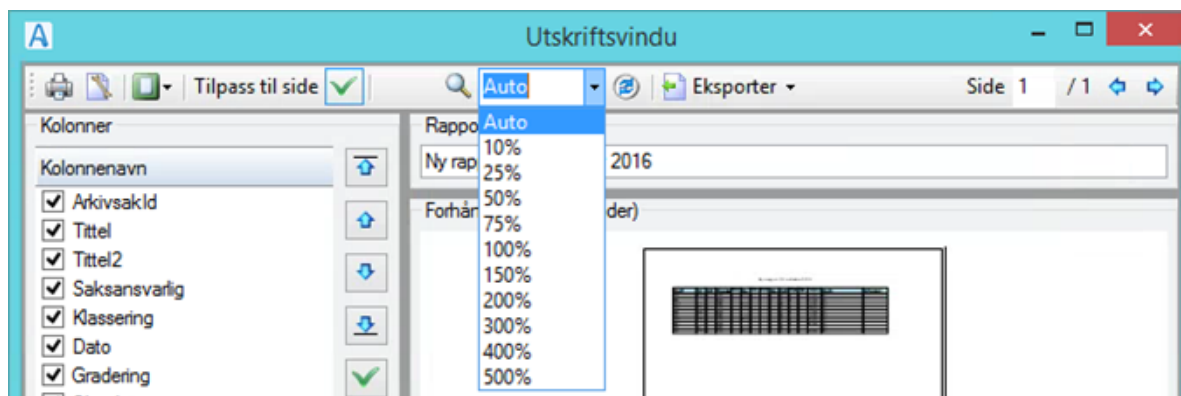 A Utskriftsvindu
Tilpass til side Auto Eksporter Side 1 / 1
Kolonner
Kolonnenavn
ArkivsakId
Tittel
Tittel2
Saksansvarlig
Klassering
Dato
Gradering
Auto
10%
25%
50%
75%
100%
150%
200%
300%
400%
500%
Rappo
Ny rap 2016
Forhån der)